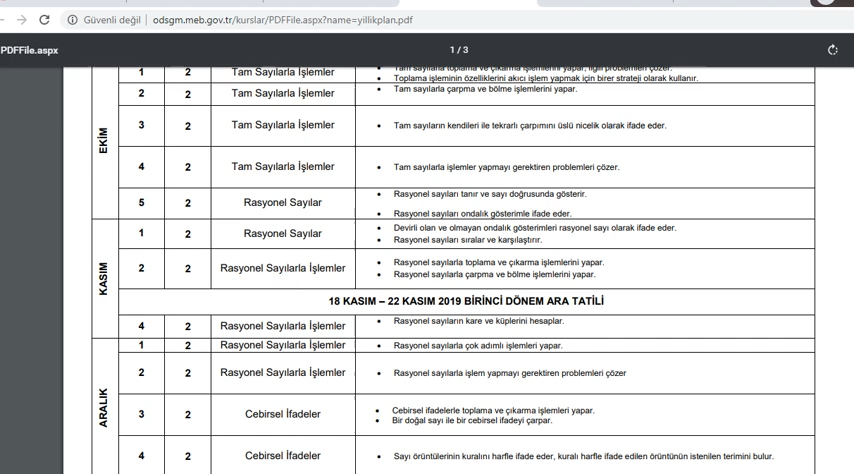 Güvenli değil | odsgm.meb.gov.tr/kurslar/PDFFile.aspx?name=yillikplan.pdf
PDFFile.aspx
1 / 3
EKİM
1 2 Tam Sayılarla İşlemler
• Tam sayılarla toplama ve çıkarma işlemlerini yapar, ilgili problemleri çözer.
• Toplama işleminin özelliklerini akıcı işlem yapmak için birer strateji olarak kullanır.
2 2 Tam Sayılarla İşlemler • Tam sayılarla çarpma ve bölme işlemlerini yapar.
3 2 Tam Sayılarla İşlemler • Tam sayıların kendileri ile tekrarlı çarpımını üslü nicelik olarak ifade eder.
4 2 Tam Sayılarla İşlemler • Tam sayılarla işlemler yapmayı gerektiren problemleri çözer.
5 2 Rasyonel Sayılar
• Rasyonel sayıları tanır ve sayı doğrusunda gösterir.
• Rasyonel sayıları ondalık gösterimle ifade eder.
KASIM
1 2 Rasyonel Sayılar
• Devirli olan ve olmayan ondalık gösterimleri rasyonel sayı olarak ifade eder.
• Rasyonel sayıları sıralar ve karşılaştırır.
2 2 Rasyonel Sayılarla İşlemler
• Rasyonel sayılarla toplama ve çıkarma işlemlerini yapar.
• Rasyonel sayılarla çarpma ve bölme işlemlerini yapar.
18 KASIM – 22 KASIM 2019 BİRİNCİ DÖNEM ARA TATİLİ
4 2 Rasyonel Sayılarla İşlemler • Rasyonel sayıların kare ve küplerini hesaplar.
ARALIK
1 2 Rasyonel Sayılarla İşlemler • Rasyonel sayılarla çok adımlı işlemleri yapar.
2 2 Rasyonel Sayılarla İşlemler • Rasyonel sayılarla işlem yapmayı gerektiren problemleri çözer
3 2 Cebirsel İfadeler
• Cebirsel ifadelerle toplama ve çıkarma işlemleri yapar.
• Bir doğal sayı ile bir cebirsel ifadeyi çarpar.
4 2 Cebirsel İfadeler • Sayı örüntülerinin kuralını harfle ifade eder, kuralı harfle ifade edilen örüntünün istenilen terimini bulur.